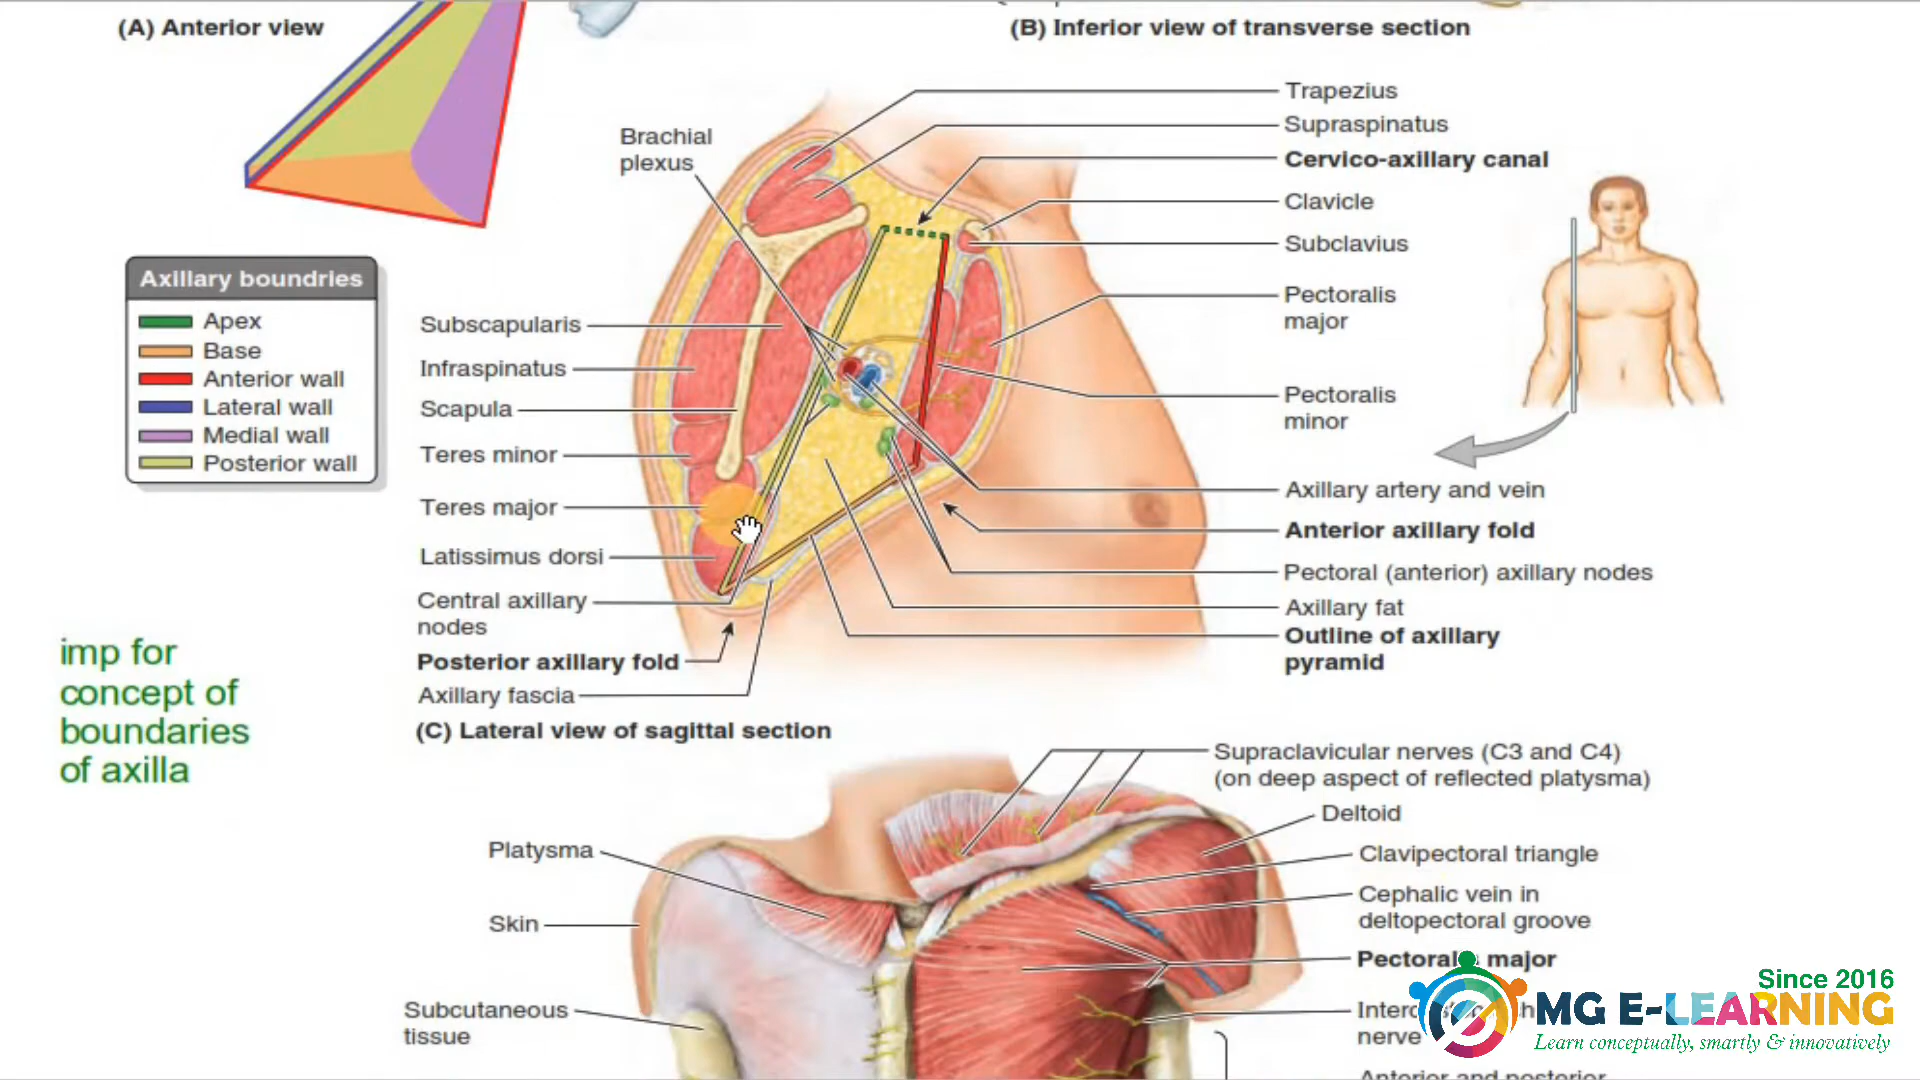 (A) Anterior view
(B) Inferior view of transverse section
Brachial
plexus
Trapezius
Supraspinatus
Cervico-axillary canal
Clavicle
Subclavius
Pectoralis
major
Pectoralis
minor
Axillary artery and vein
Anterior axillary fold
Pectoral (anterior) axillary nodes
Axillary fat
Outline of axillary
pyramid
Axillary boundries
Apex
Base
Anterior wall
Lateral wall
Medial wall
Posterior wall
Subscapularis
Infraspinatus
Scapula
Teres minor
Teres major
Latissimus dorsi
Central axillary
nodes
Posterior axillary fold
Axillary fascia
(C) Lateral view of sagittal section
imp for
concept of
boundaries
of axilla
Supraclavicular nerves (C3 and C4)
(on deep aspect of reflected platysma)
Deltoid
Clavipectoral triangle
Cephalic vein in
deltopectoral groove
major
nerve
Anterior and posterior
Platysma
Skin
Subcutaneous
tissue
Since 2016
MG E-LEARNING
Learn conceptually, smartly & innovatively